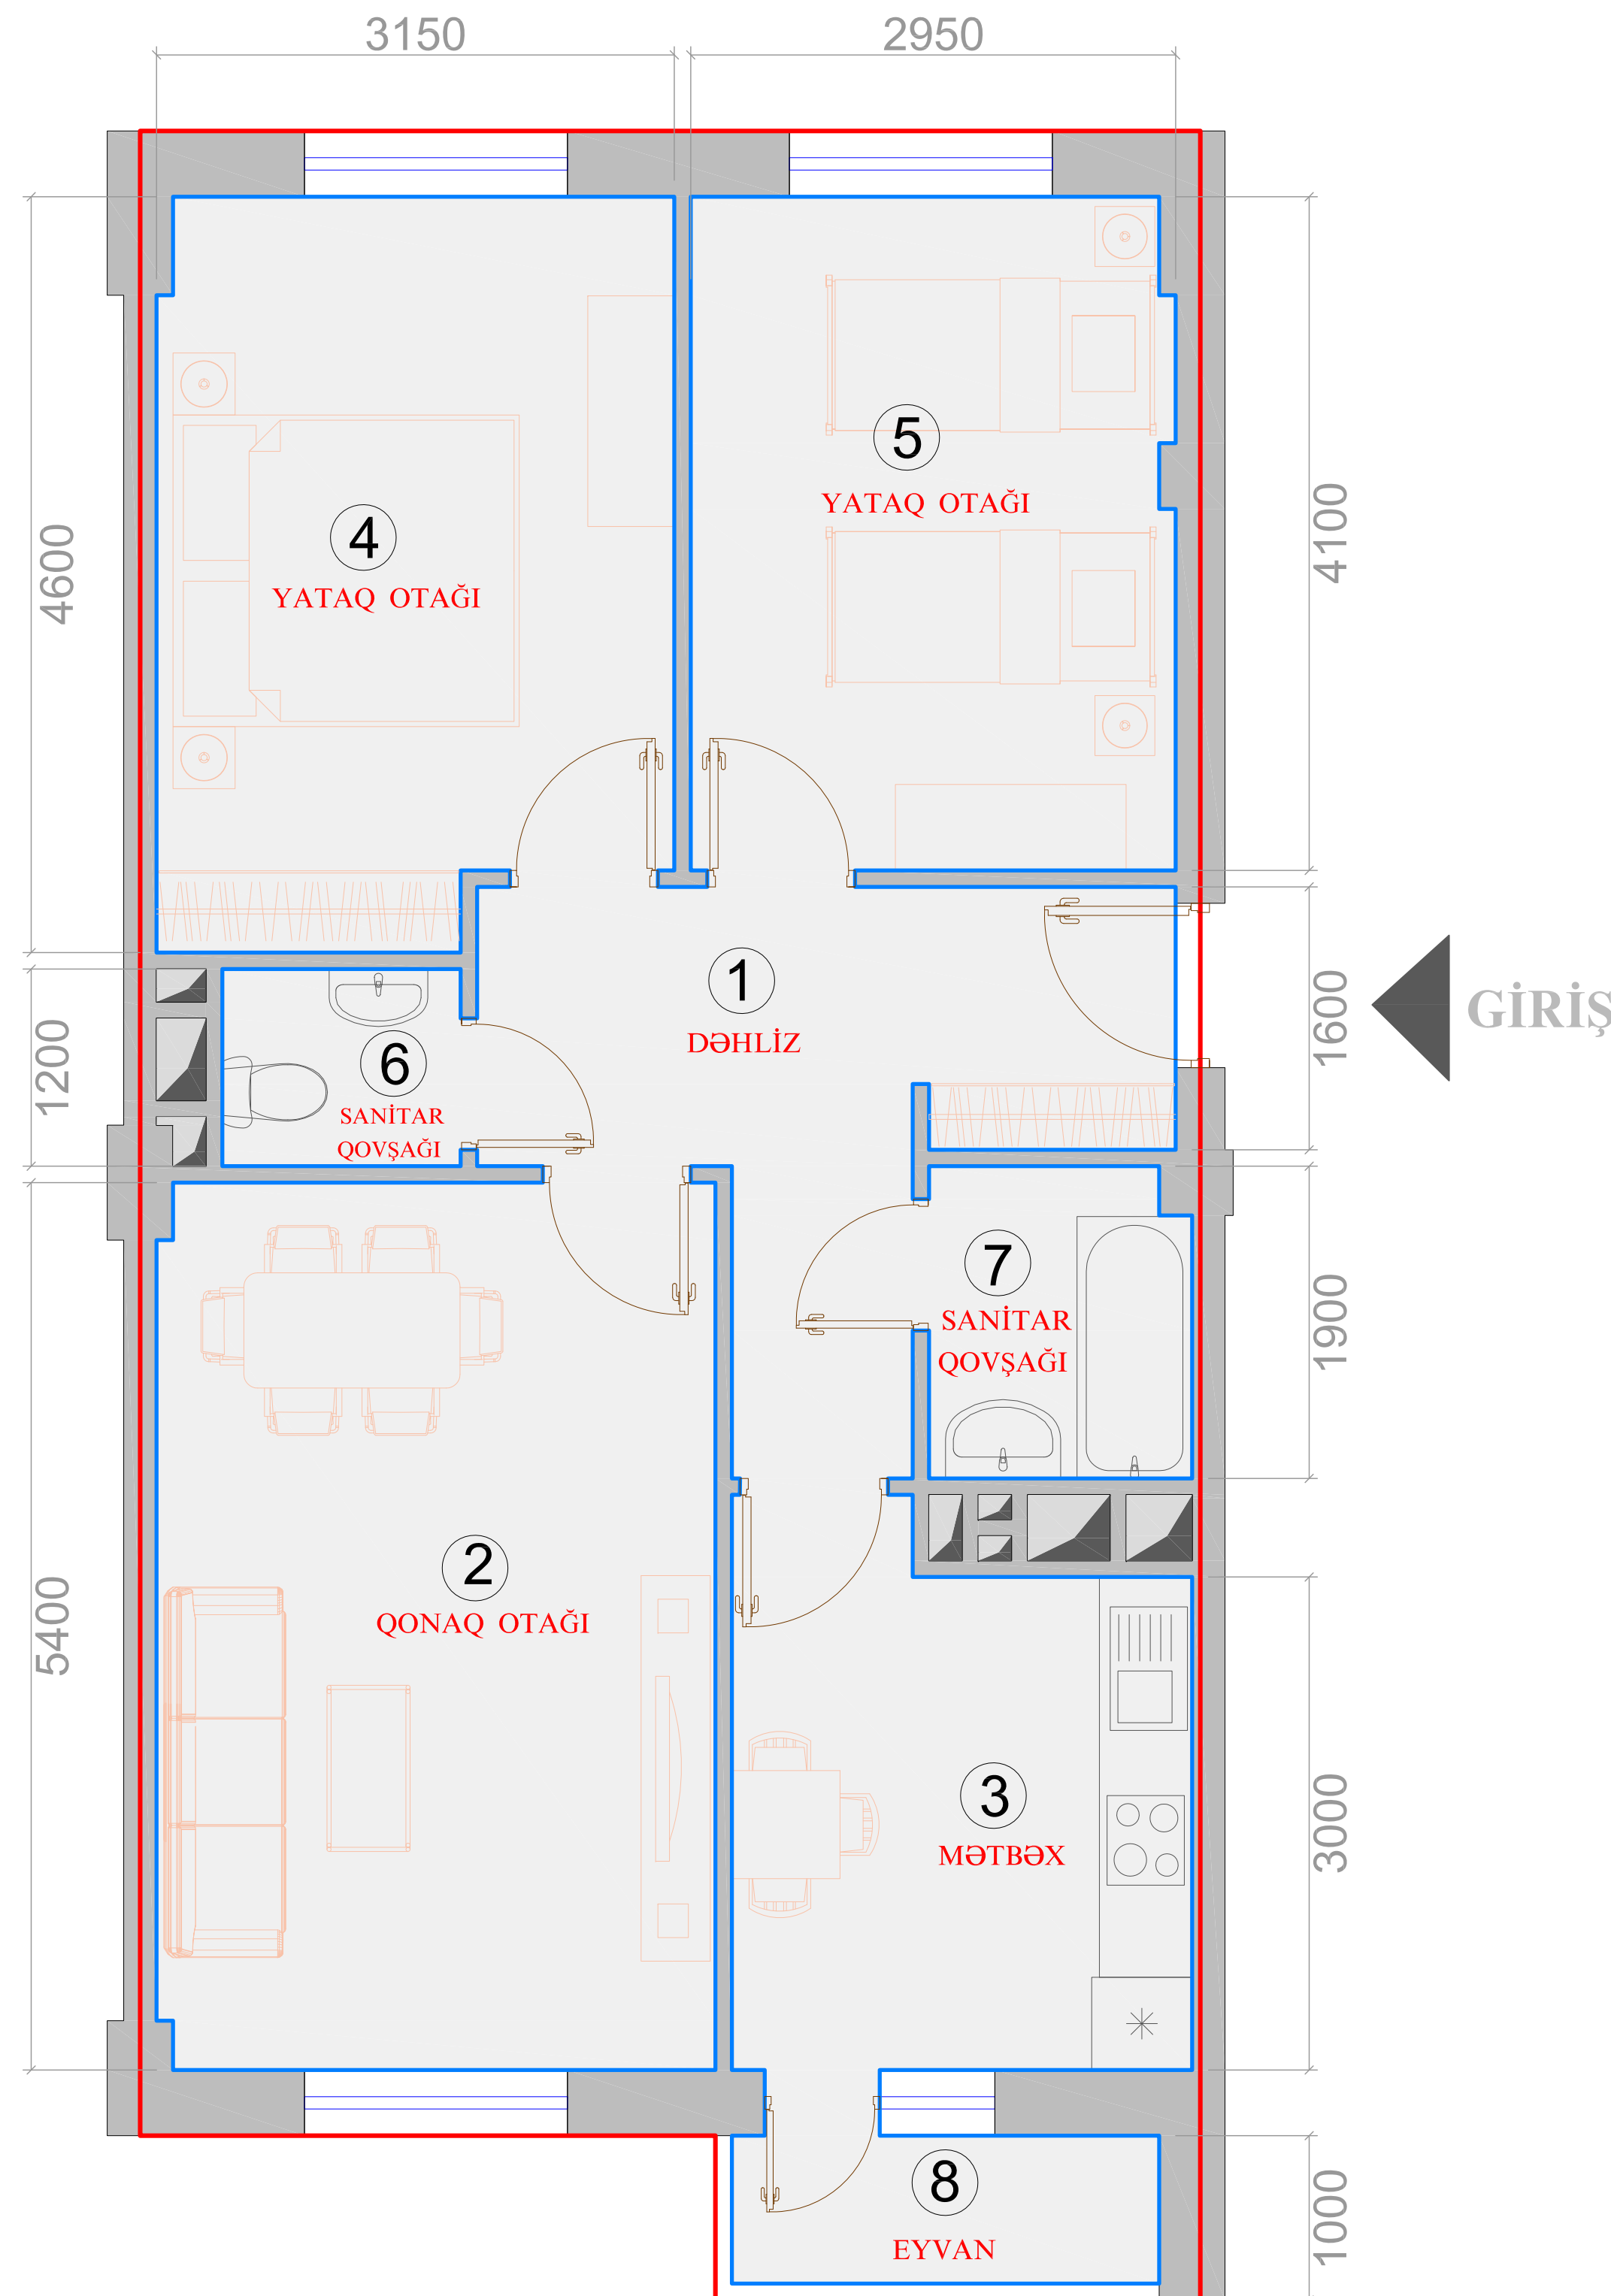 3150
2950
4600
4100
5
YATAQ OTAĞI
4
YATAQ OTAĞI
1
DƏHLİZ
1600
GİRİŞ
1200
6
SANİTAR
QOVŞAĞI
7
SANİTAR
QOVŞAĞI
1900
5400
2
QONAQ OTAĞI
3
MƏTBƏX
3000
8
EYVAN
1000